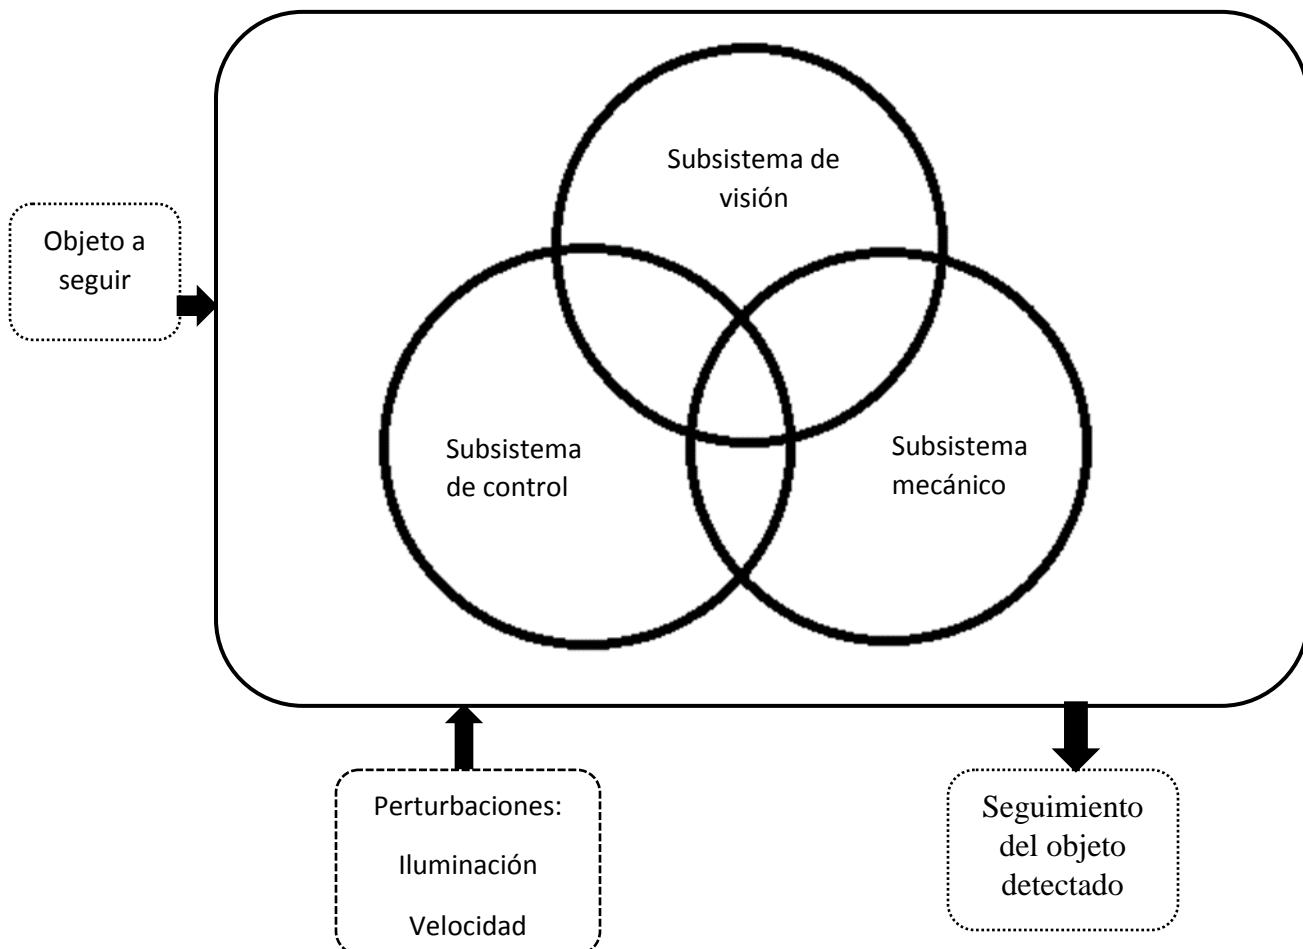 Subsistema de
visión
Objeto a
seguir
Subsistema
de control
Subsistema
mecánico
Perturbaciones:
Iluminación
Velocidad
Seguimiento
del objeto
detectado